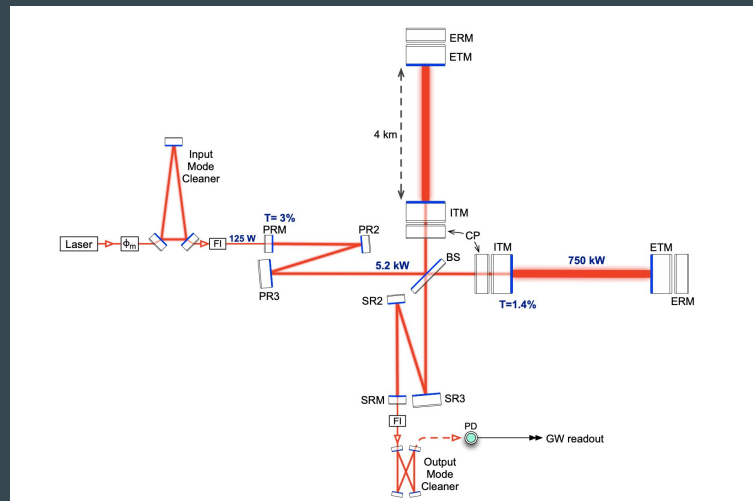 ERM
ETM
4 km
Input
Mode
Cleaner
ITM
T= 3%
PRM
PR2
CP
Laser
ϕm
FI
125 W
BS
ITM
ETM
5.2 kW
750 kW
PR3
SR2
T=1.4%
ERM
SRM
SR3
FI
PD
GW readout
Output
Mode
Cleaner